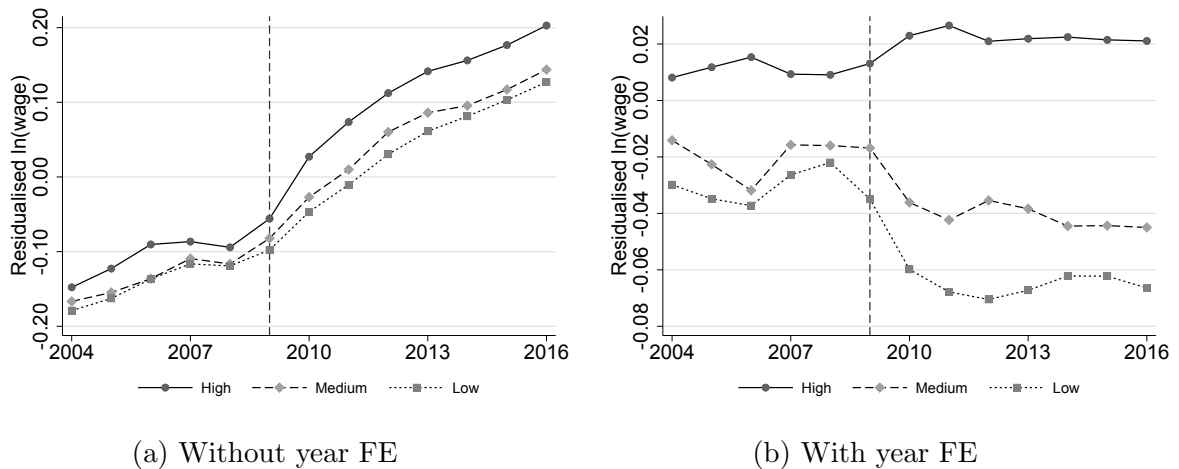 Residualised ln(wage)
0.20
0.10
0.00
-0.10
-0.20
2004 2007 2010 2013 2016
High Medium Low
(a) Without year FE
Residualised ln(wage)
0.02
0.00
-0.02
-0.04
-0.06
-0.08
2004 2007 2010 2013 2016
High Medium Low
(b) With year FE